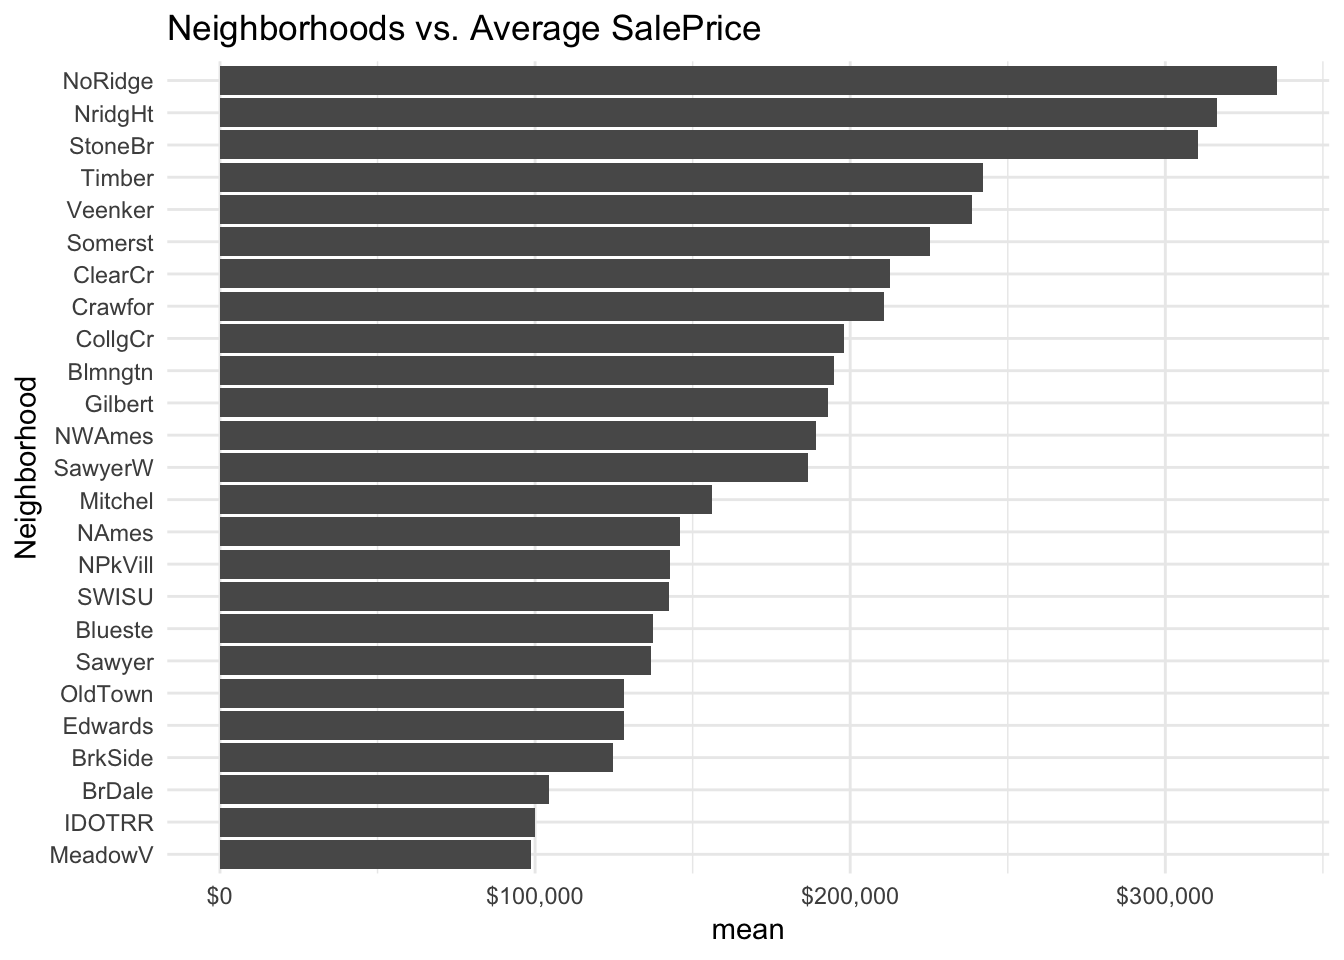 Neighborhoods vs. Average SalePrice
NoRidge
NridgHt
StoneBr
Timber
Veenker
Somerst
ClearCr
Crawfor
CollgCr
Blmngtn
Gilbert
NWAmes
SawyerW
Mitchel
NAmes
NPkVill
SWISU
Blueste
Sawyer
OldTown
Edwards
BrkSide
BrDale
IDOTRR
MeadowV
Neighborhood
$0 $100,000 $200,000 $300,000
mean